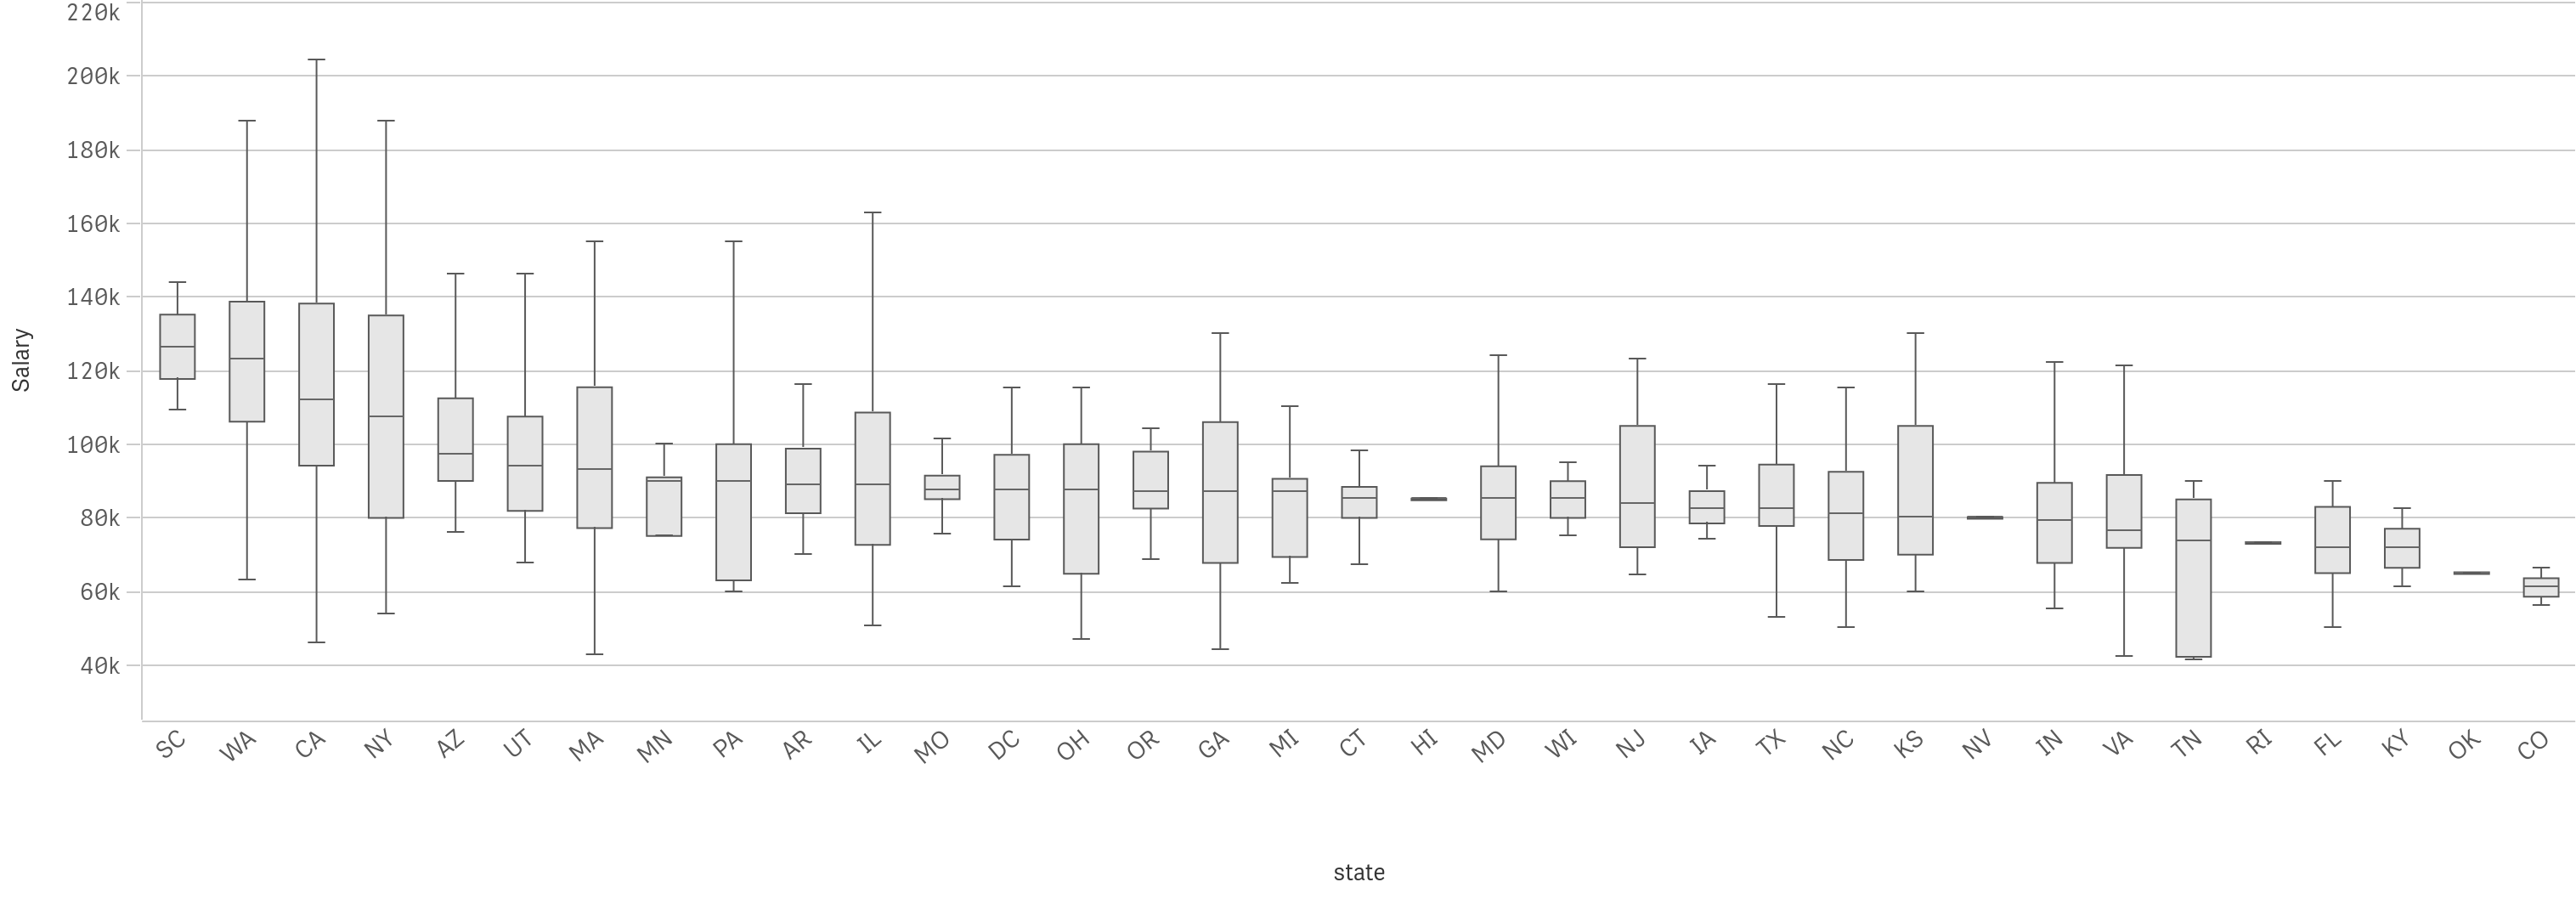 220k
200k
180k
160k
140k
120k
100k
80k
60k
40k
Salary
SC WA CA NY AZ UT MA MN PA AR IL MO DC OH OR GA MI CT HI MD WI NJ IA TX NC KS NV IN VA TN RI FL KY OK CO
state